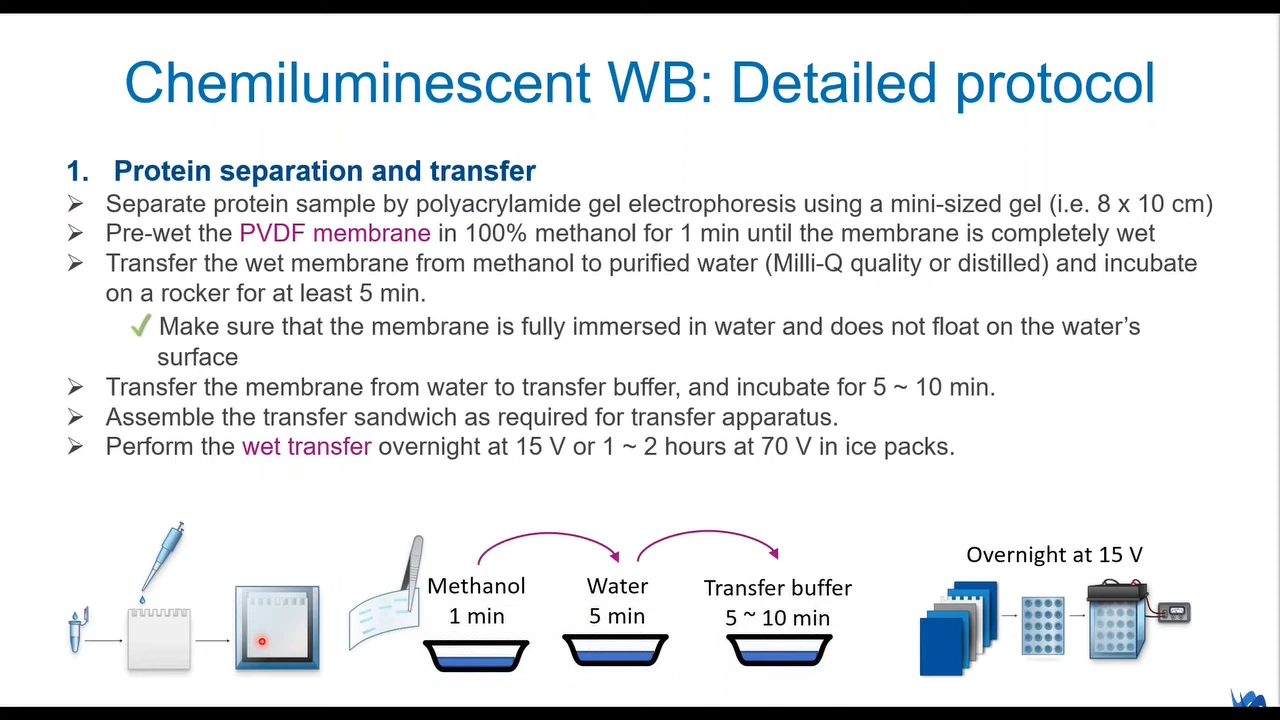 Chemiluminescent WB: Detailed protocol
1. Protein separation and transfer
➢ Separate protein sample by polyacrylamide gel electrophoresis using a mini-sized gel (i.e. 8 x 10 cm)
➢ Pre-wet the PVDF membrane in 100% methanol for 1 min until the membrane is completely wet
➢ Transfer the wet membrane from methanol to purified water (Milli-Q quality or distilled) and incubate
on a rocker for at least 5 min.
✓ Make sure that the membrane is fully immersed in water and does not float on the water’s
surface
➢ Transfer the membrane from water to transfer buffer, and incubate for 5 ~ 10 min.
➢ Assemble the transfer sandwich as required for transfer apparatus.
➢ Perform the wet transfer overnight at 15 V or 1 ~ 2 hours at 70 V in ice packs.
Methanol
1 min
Water
5 min
Transfer buffer
5 ~ 10 min
Overnight at 15 V